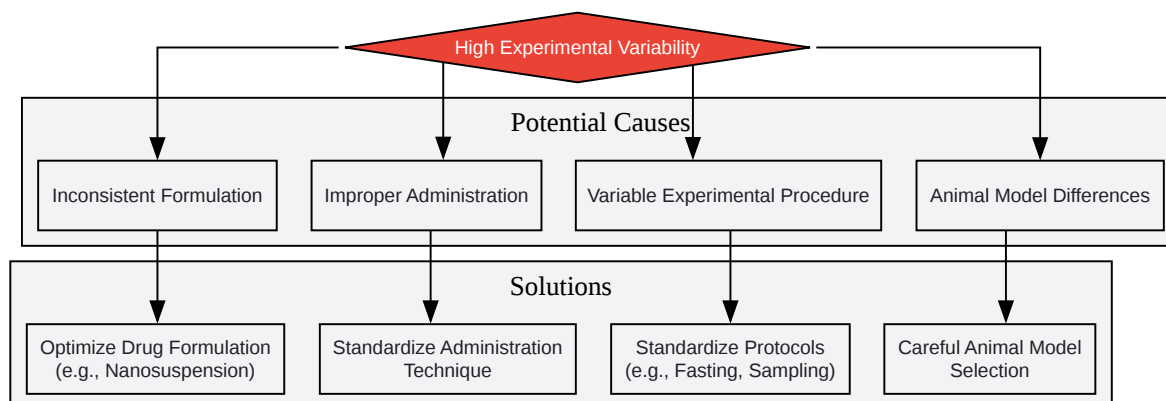 High Experimental Variability
Potential Causes
Inconsistent Formulation
Improper Administration
Variable Experimental Procedure
Animal Model Differences
Solutions
Optimize Drug Formulation
(e.g., Nanosuspension)
Standardize Administration
Technique
Standardize Protocols
(e.g., Fasting, Sampling)
Careful Animal Model
Selection